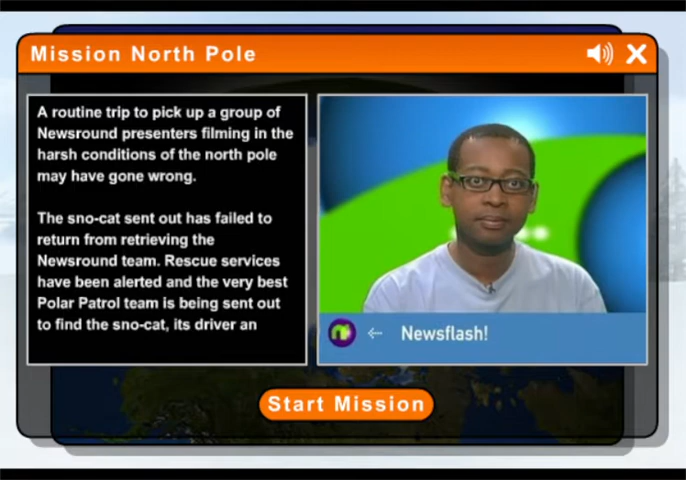 Mission North Pole
A routine trip to pick up a group of
Newsround presenters filming in the
harsh conditions of the north pole
may have gone wrong.
The sno-cat sent out has failed to
return from retrieving the
Newsround team. Rescue services
have been alerted and the very best
Polar Patrol team is being sent out
to find the sno-cat, its driver an
Newsflash!
Start Mission